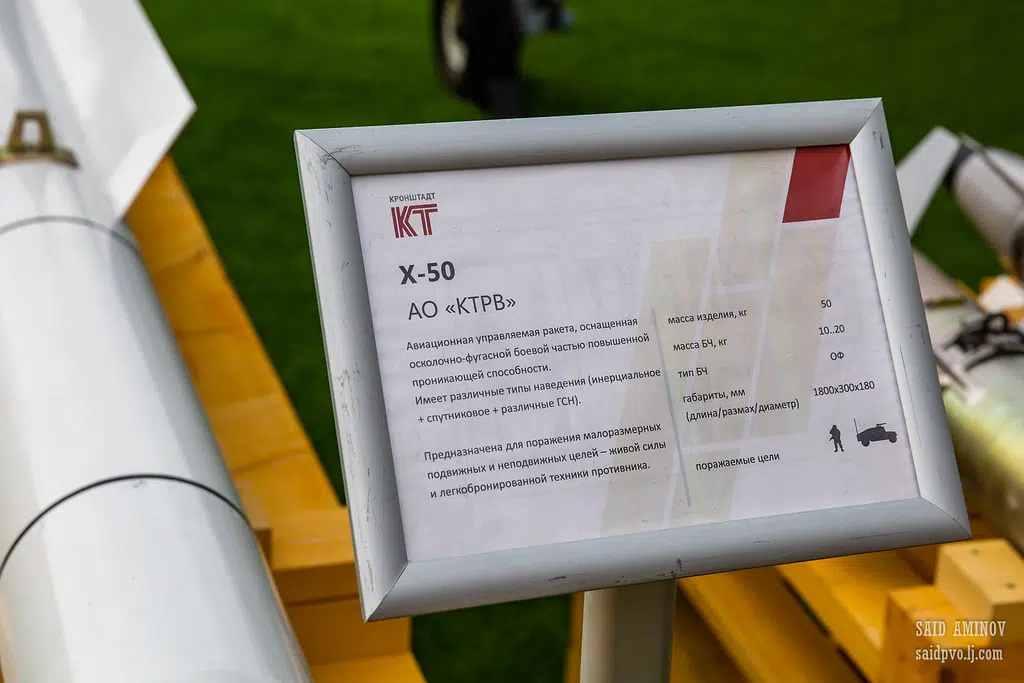 КРОНШТАДТ
КТ
Х-50
АО «КТРВ»
Авиационная управляемая ракета, оснащенная
осколочно-фугасной боевой частью повышенной
проникающей способности.
Имеет различные типы наведения (инерциальное
+ спутниковое + различные ГСН).
Предназначена для поражения малоразмерных
подвижных и неподвижных целей – живой силы
и легкобронированной техники противника.
масса изделия, кг 50
масса БЧ, кг 10..20
тип БЧ ОФ
габариты, мм 1800х300х180
(длина/размах/диаметр)
поражаемые цели
SAID AMINOV
saidpvo.lj.com